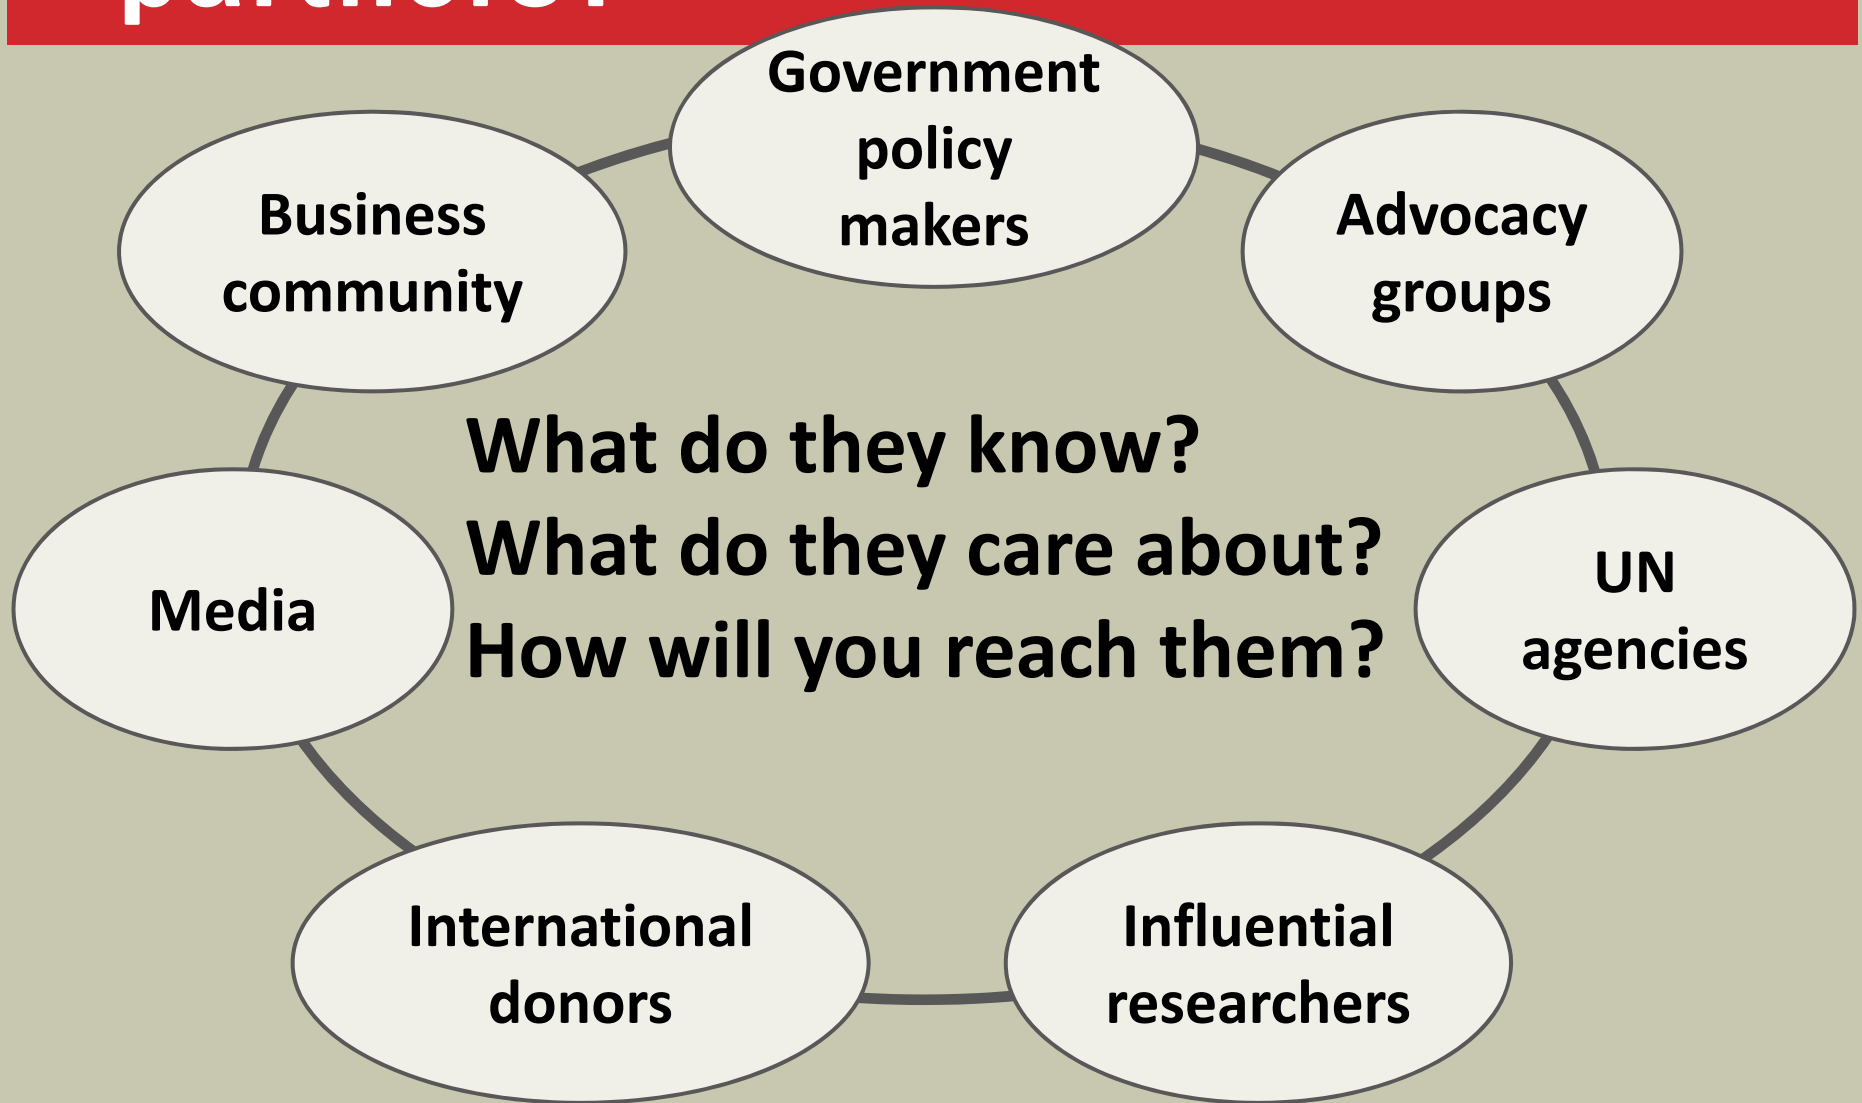 Government
policy
makers
Business
community
Advocacy
groups
What do they know?
What do they care about?
How will you reach them?
Media
UN
agencies
International
donors
Influential
researchers